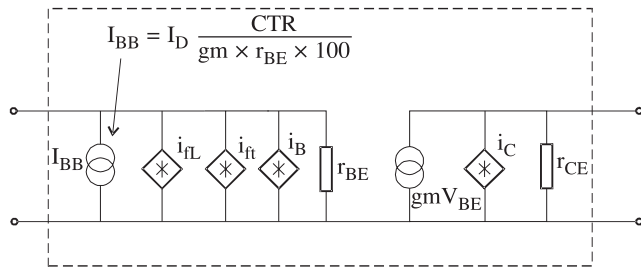 I_BB = I_D CTR / gm × r_BE × 100
I_BB
i_fL
i_ft
i_B
r_BE
gmV_BE
i_C
r_CE